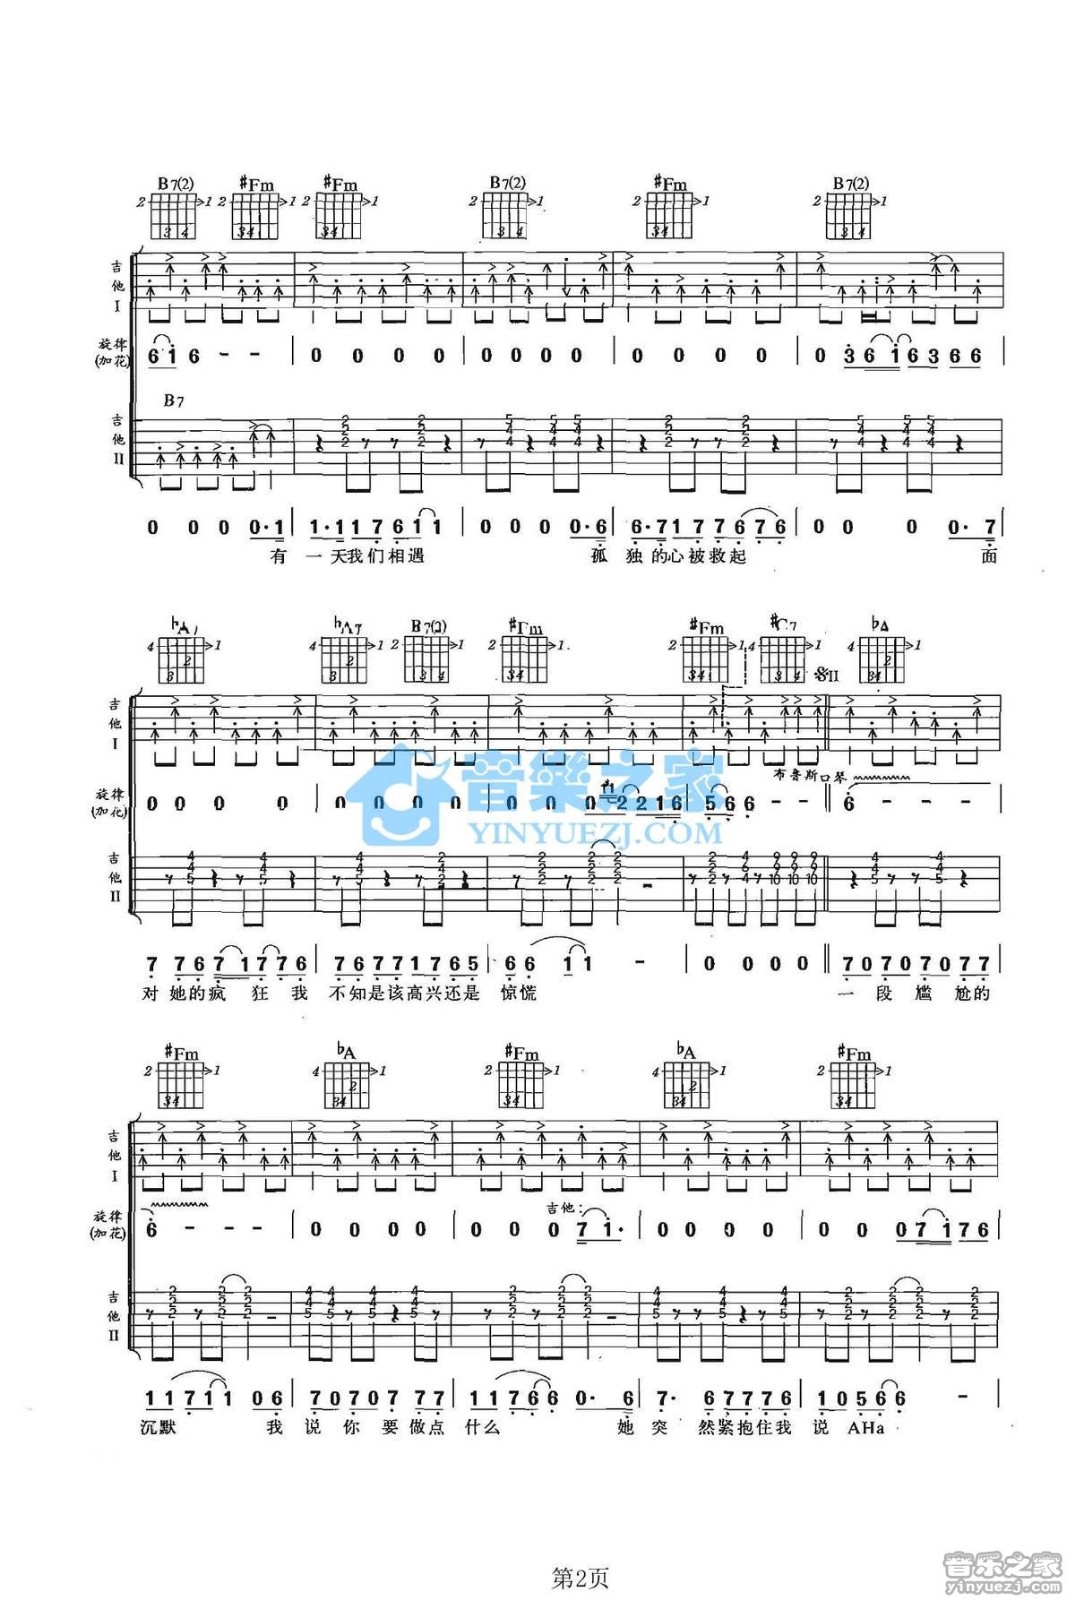 B7(2) #Fm #Fm B7(2) #Fm B7(2)
吉他I
旋律(加花) 6 1 6 - - | 0 0 0 0 | 0 0 0 0 | 0 0 0 0 | 0 3 6 1 6 3 6 6
B7
吉他II
0 0 0 0·1 | 1·1 1 7 6 1 1 | 0 0 0 0·6 | 6·7 1 7 7 6 7 6 | 0 0 0 0·7
有 一天我们相遇 孤 独的心被救起 面
♭A7 ♭A7 B7(2) #Fm #Fm #C7 ♭A
吉他I
布鲁斯口琴
旋律(加花) 0 0 0 0 | 0 0 0 0 | 0 0 0 2 2 1 6 | 5 6 6 - - | 6 - - -
音樂之家
YINYUEZJ.COM
吉他II
7 7 6 7 1 7 7 6 | 7 6 7 7 1 7 6 5 | 6 6 1 1 - | 0 0 0 0 || 7 0 7 0 7 0 7 7
对 她的疯 狂 我 不知是该高兴还是 惊慌 一 段 尴 尬的
#Fm ♭A #Fm ♭A #Fm
吉他I
吉他:
旋律(加花) 6 - - - | 0 0 0 0 | 0 0 0 7 1· | 0 0 0 0 | 0 0 0 7 1 7 6
吉他II
1 1 7 1 1 0 6 | 7 0 7 0 7 7 7 | 1 1 7 6 6 0· 6 | 7· 6 7 7 7 6 | 1 0 5 6 6 -
沉默 我 说 你 要 做点 什么 她 突 然紧抱住我 说 AHa
第2页
音乐之家
yinyuezj.com